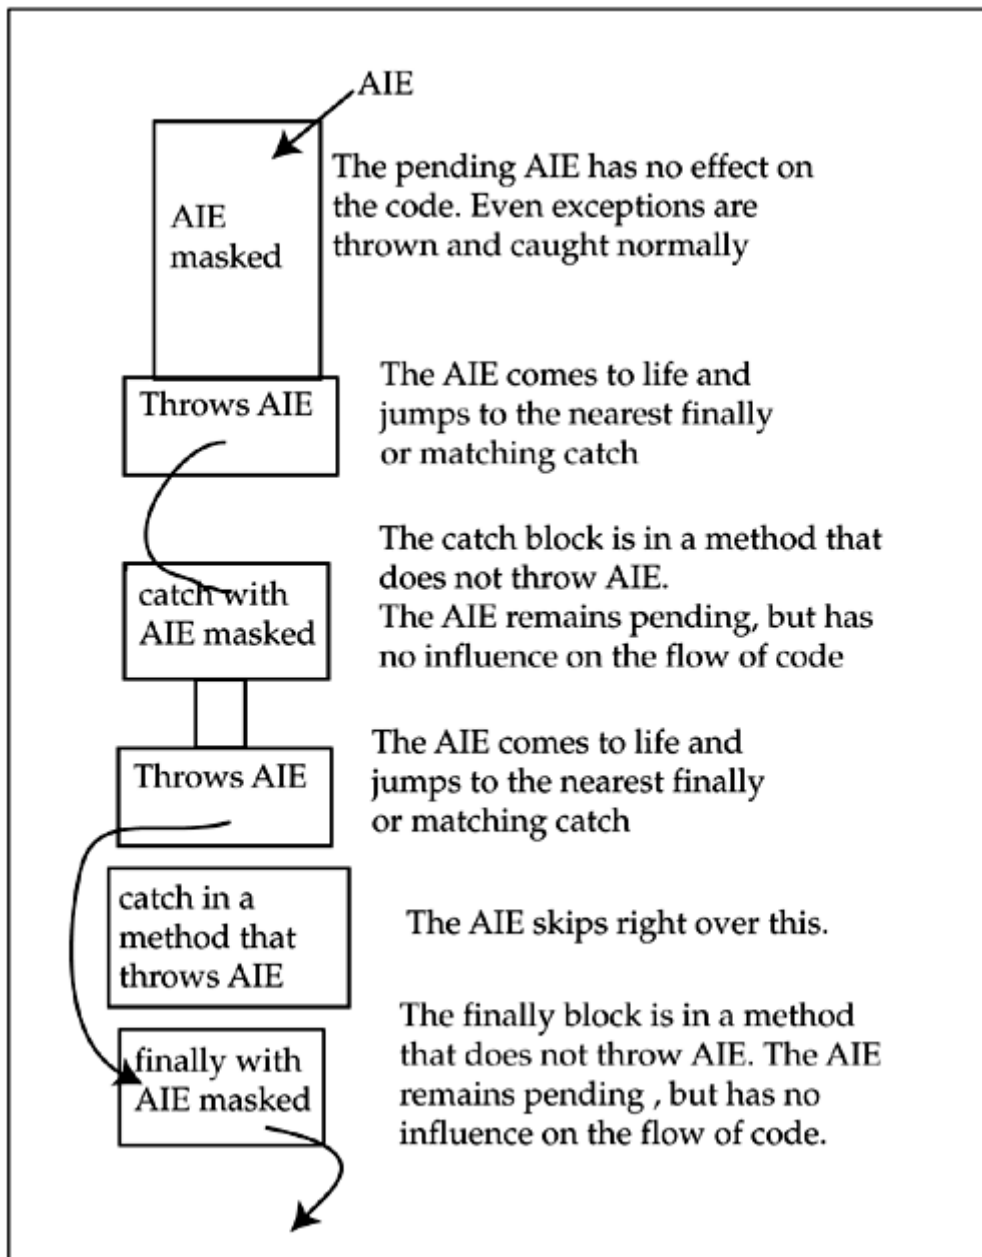 AIE
The pending AIE has no effect on
the code. Even exceptions are
thrown and caught normally
AIE
masked
Throws AIE
The AIE comes to life and
jumps to the nearest finally
or matching catch
The catch block is in a method that
does not throw AIE.
The AIE remains pending, but has
no influence on the flow of code
catch with
AIE masked
Throws AIE
The AIE comes to life and
jumps to the nearest finally
or matching catch
catch in a
method that
throws AIE
The AIE skips right over this.
The finally block is in a method
that does not throw AIE. The AIE
remains pending , but has no
influence on the flow of code.
finally with
AIE masked